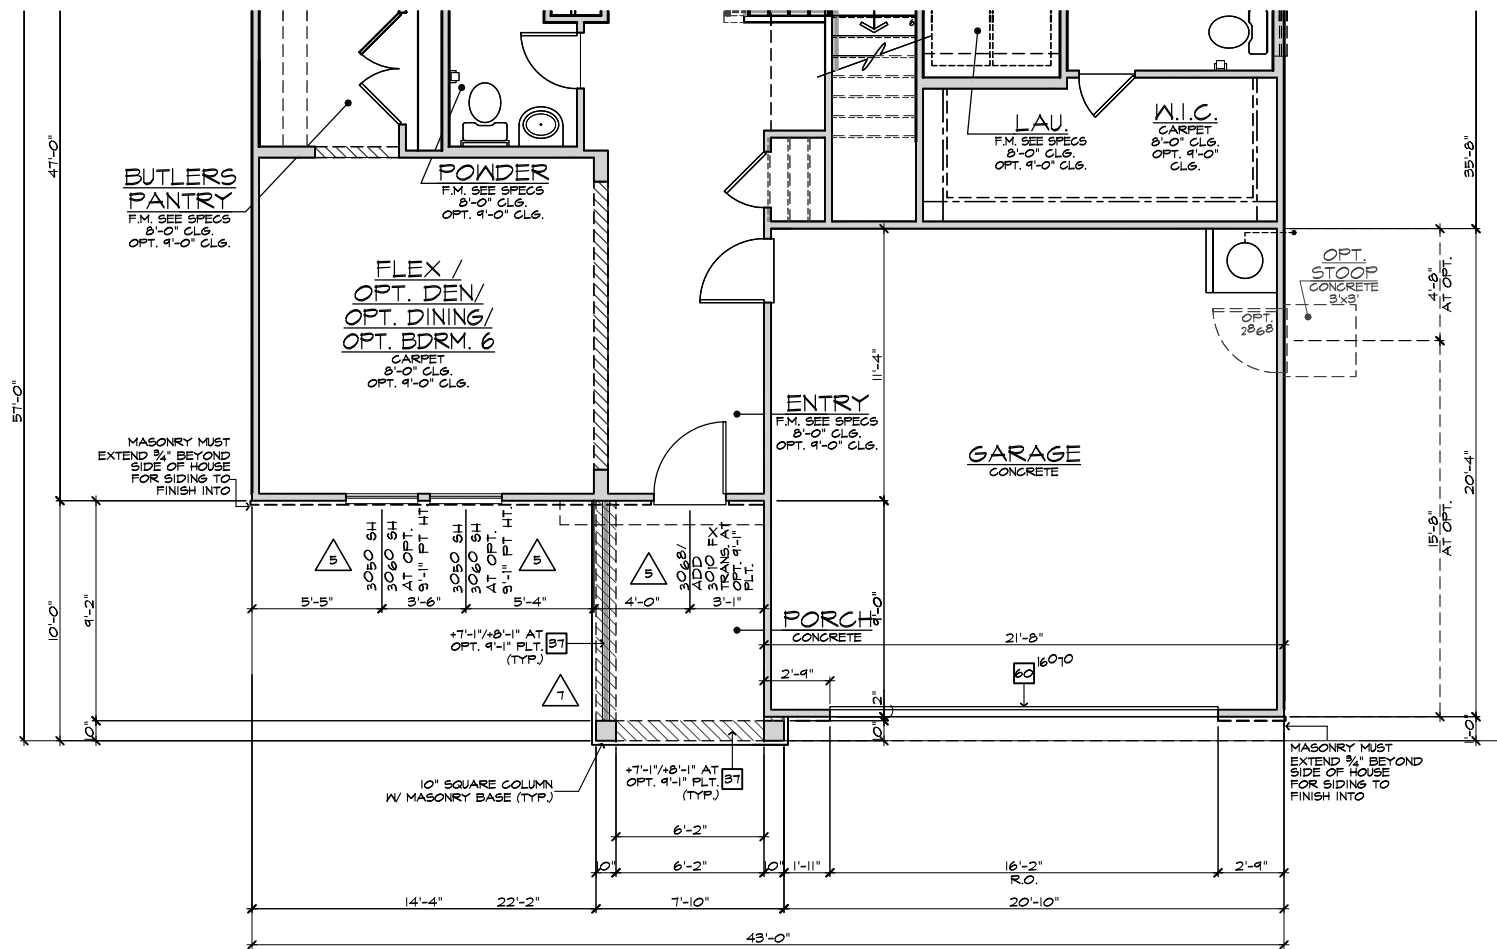 47'-0"
57'-0"
BUTLERS
PANTRY
F.M. SEE SPECS
8'-0" CLG.
OPT. 9'-0" CLG.
POWDER
F.M. SEE SPECS
8'-0" CLG.
OPT. 9'-0" CLG.
LAU.
F.M. SEE SPECS
8'-0" CLG.
OPT. 9'-0" CLG.
W.I.C.
CARPET
8'-0" CLG.
OPT. 9'-0"
CLG.
35'-8"
FLEX /
OPT. DEN/
OPT. DINING/
OPT. BDRM. 6
CARPET
8'-0" CLG.
OPT. 9'-0" CLG.
OPT.
STOOP
CONCRETE
3'x3'
OPT.
2868
4'-8"
AT OPT.
11'-4"
ENTRY
F.M. SEE SPECS
8'-0" CLG.
OPT. 9'-0" CLG.
GARAGE
CONCRETE
20'-4"
15'-8"
AT OPT.
MASONRY MUST
EXTEND 3/4" BEYOND
SIDE OF HOUSE
FOR SIDING TO
FINISH INTO
5
3050 SH
3060 SH
AT OPT.
9'-1" PT HT.
3050 SH
3060 SH
AT OPT.
9'-1" PT HT.
5
5
3068/
ADD
3010 FX
TRANS. AT
OPT. 9'-1"
PLT.
5'-5"
3'-6"
5'-4"
4'-0"
3'-1"
10'-0"
9'-2"
10"
PORCH
CONCRETE
9'-0"
2"
10"
+7'-1"/+8'-1" AT
OPT. 9'-1" PLT.
(TYP.)
37
7
21'-8"
2'-9"
60
16070
1'-0"
MASONRY MUST
EXTEND 3/4" BEYOND
SIDE OF HOUSE
FOR SIDING TO
FINISH INTO
10" SQUARE COLUMN
W/ MASONRY BASE (TYP.)
+7'-1"/+8'-1" AT
OPT. 9'-1" PLT.
(TYP.)
37
6'-2"
10"
6'-2"
10"
1'-11"
16'-2"
R.O.
2'-9"
14'-4"
22'-2"
7'-10"
20'-10"
43'-0"